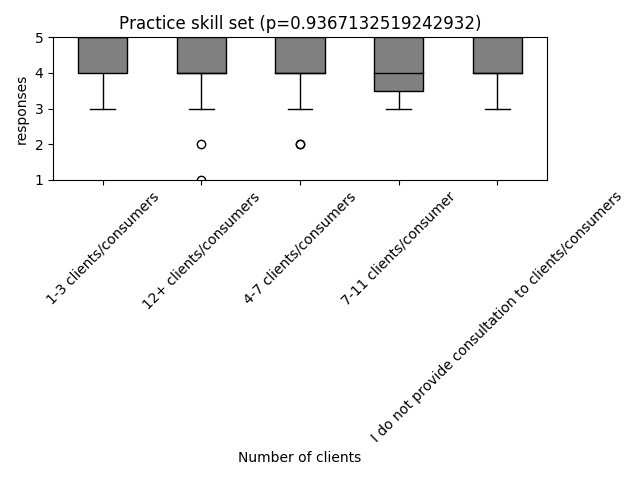 Practice skill set (p=0.9367132519242932)
5
4
3
2
1
responses
1-3 clients/consumers
12+ clients/consumers
4-7 clients/consumers
7-11 clients/consumer
I do not provide consultation to clients/consumers
Number of clients